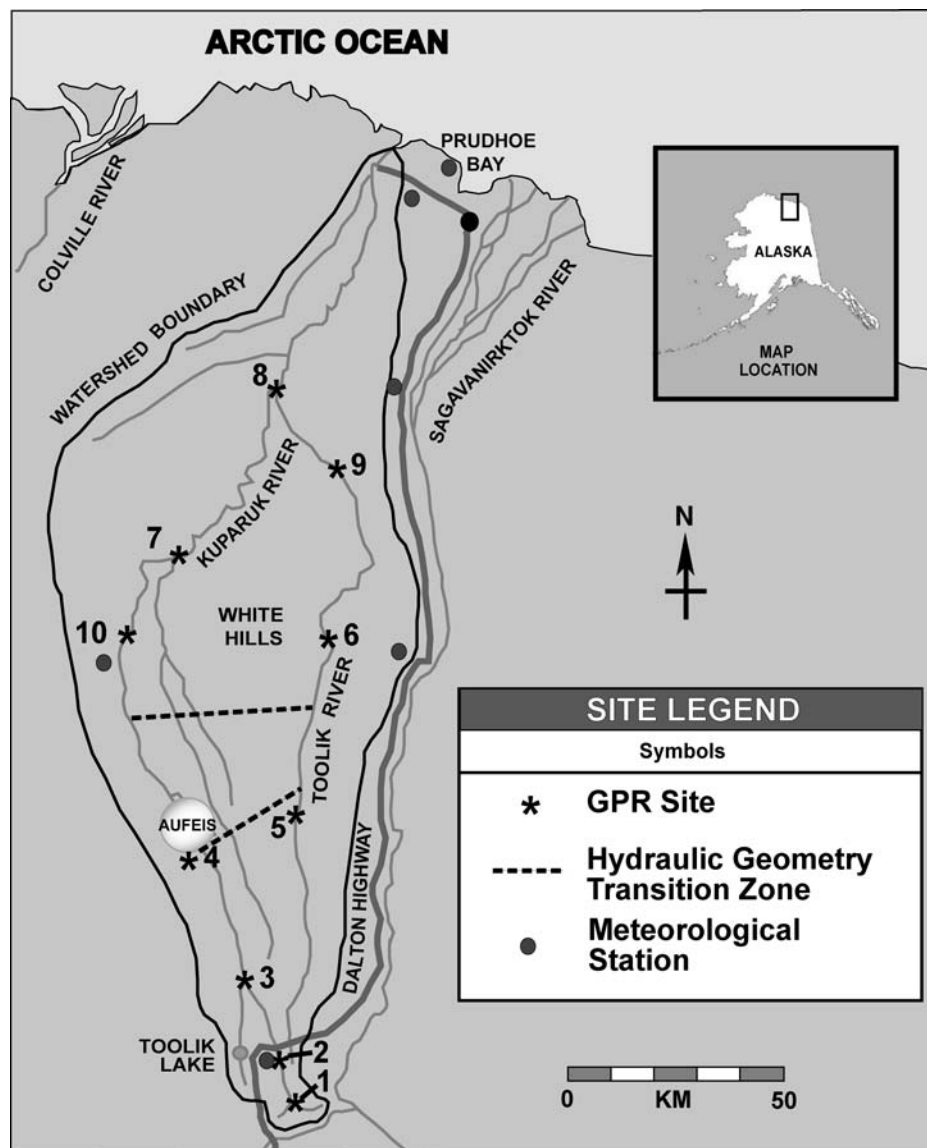 ARCTIC OCEAN
PRUDHOE
BAY
COLVILLE RIVER
WATERSHED BOUNDARY
SAGAVANIRKTOK RIVER
ALASKA
MAP
LOCATION
8
9
KUPARUK RIVER
7
N
WHITE
HILLS
10
6
TOOLIK RIVER
AUFEIS
5
4
DALTON HIGHWAY
3
TOOLIK
LAKE
2
1
SITE LEGEND
Symbols
GPR Site
Hydraulic Geometry
Transition Zone
Meteorological
Station
0 KM 50